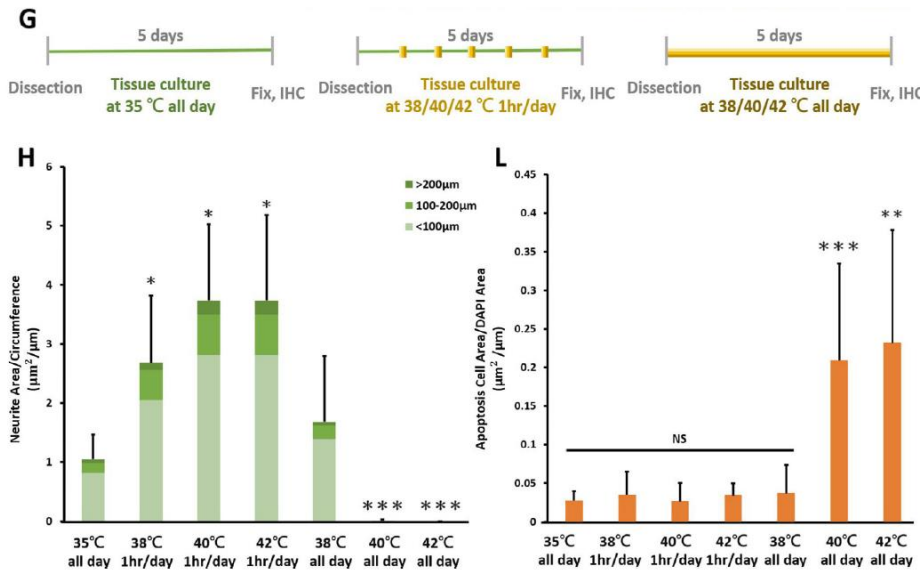 G
5 days
5 days
5 days
Dissection
Tissue culture
at 35 ℃ all day
Fix, IHC
Dissection
Tissue culture
at 38/40/42 ℃ 1hr/day
Fix, IHC
Dissection
Tissue culture
at 38/40/42 ℃ all day
Fix, IHC
H
Neurite Area/Circumference
(μm²/μm)
6
5
4
3
2
1
0
>200μm
100-200μm
<100μm
*
*
*
***
***
35℃
all day
38℃
1hr/day
40℃
1hr/day
42℃
1hr/day
38℃
all day
40℃
all day
42℃
all day
L
Apoptosis Cell Area/DAPI Area
(μm²/μm)
0.45
0.4
0.35
0.3
0.25
0.2
0.15
0.1
0.05
0
NS
***
**
35℃
all day
38℃
1hr/day
40℃
1hr/day
42℃
1hr/day
38℃
all day
40℃
all day
42℃
all day